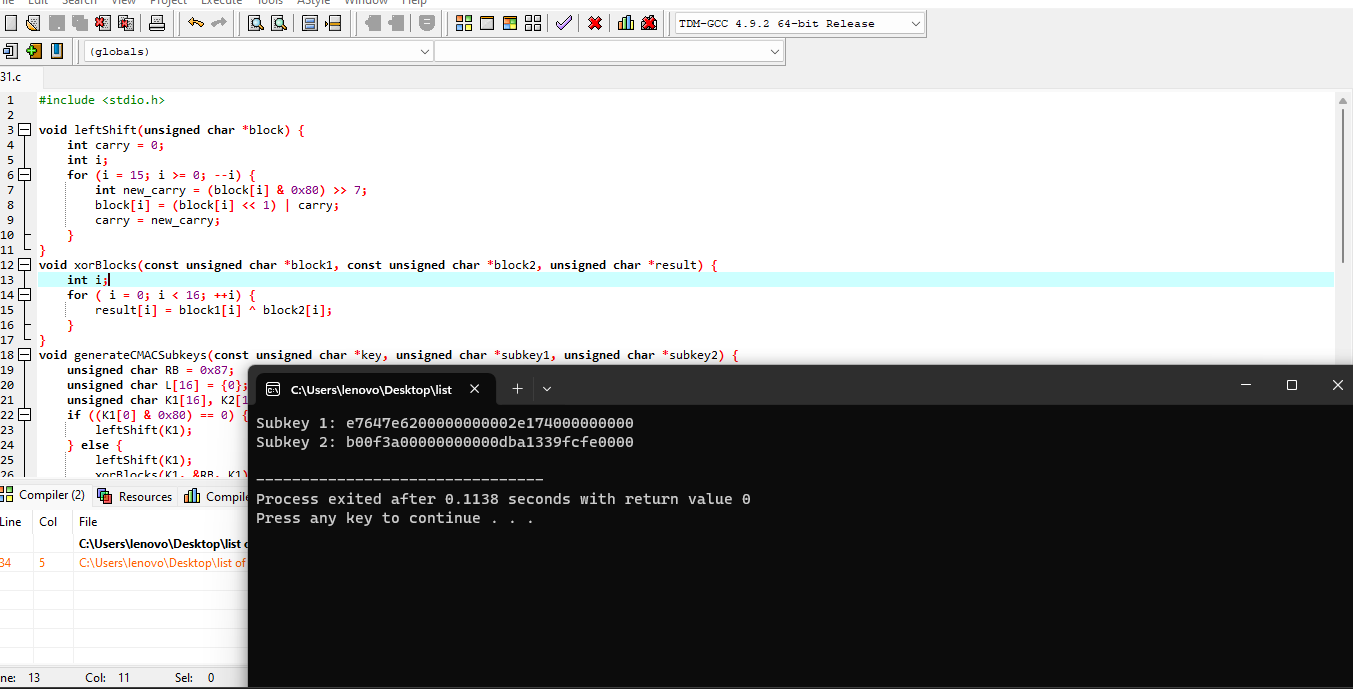 Edit Search View Project Execute Tools AStyle Window Help
TDM-GCC 4.9.2 64-bit Release
(globals)
31.c
1 #include <stdio.h>
2
3 void leftShift(unsigned char *block) {
4 int carry = 0;
5 int i;
6 for (i = 15; i >= 0; --i) {
7 int new_carry = (block[i] & 0x80) >> 7;
8 block[i] = (block[i] << 1) | carry;
9 carry = new_carry;
10 }
11 }
12 void xorBlocks(const unsigned char *block1, const unsigned char *block2, unsigned char *result) {
13 int i;
14 for ( i = 0; i < 16; ++i) {
15 result[i] = block1[i] ^ block2[i];
16 }
17 }
18 void generateCMACSubkeys(const unsigned char *key, unsigned char *subkey1, unsigned char *subkey2) {
19 unsigned char RB = 0x87;
20 unsigned char L[16] = {0};
21 unsigned char K1[16], K2[1
22 if ((K1[0] & 0x80) == 0) {
23 leftShift(K1);
24 } else {
25 leftShift(K1);
26 xorBlocks(K1, &RB, K1)
C:\Users\lenovo\Desktop\list
Subkey 1: e7647e6200000000002e174000000000
Subkey 2: b00f3a00000000000dba1339fcfe0000
--------------------------------
Process exited after 0.1138 seconds with return value 0
Press any key to continue . . .
Compiler (2) Resources Compile
Line Col File
C:\Users\lenovo\Desktop\list o
34 5 C:\Users\lenovo\Desktop\list of
ne: 13 Col: 11 Sel: 0